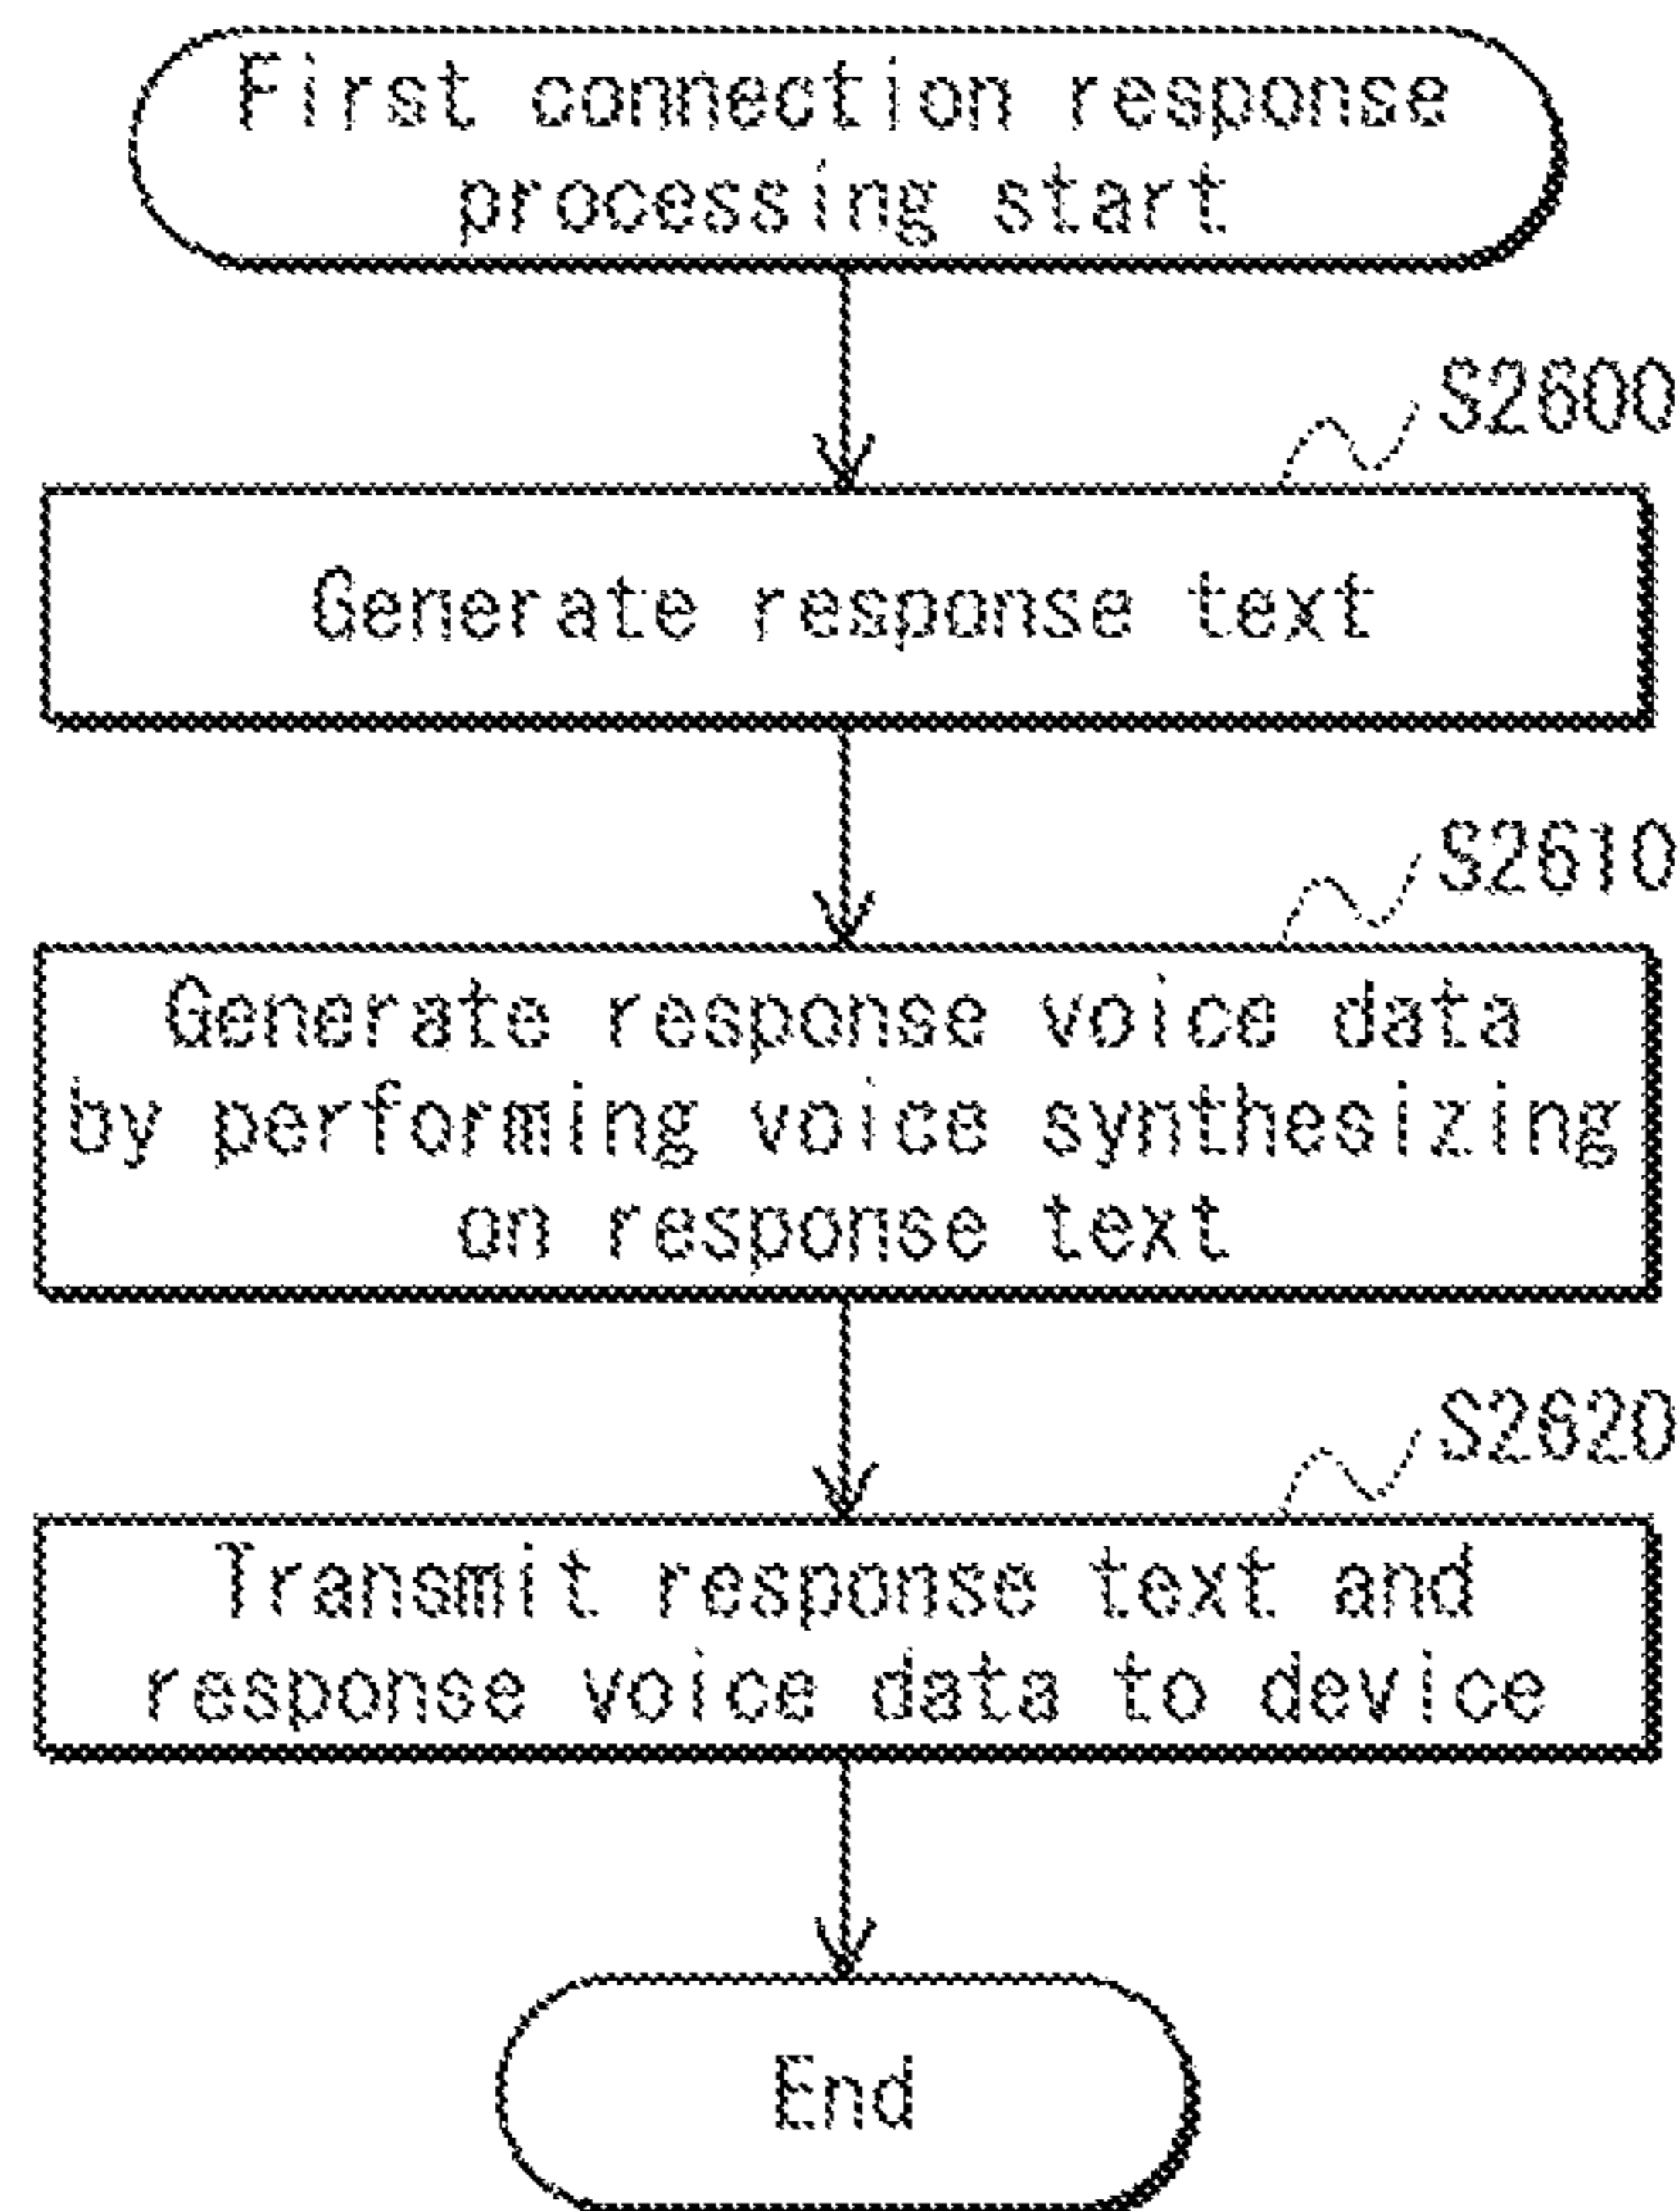 First connection response
processing start
S2600
Generate response text
S2610
Generate response voice data
by performing voice synthesizing
on response text
S2620
Transmit response text and
response voice data to device
End